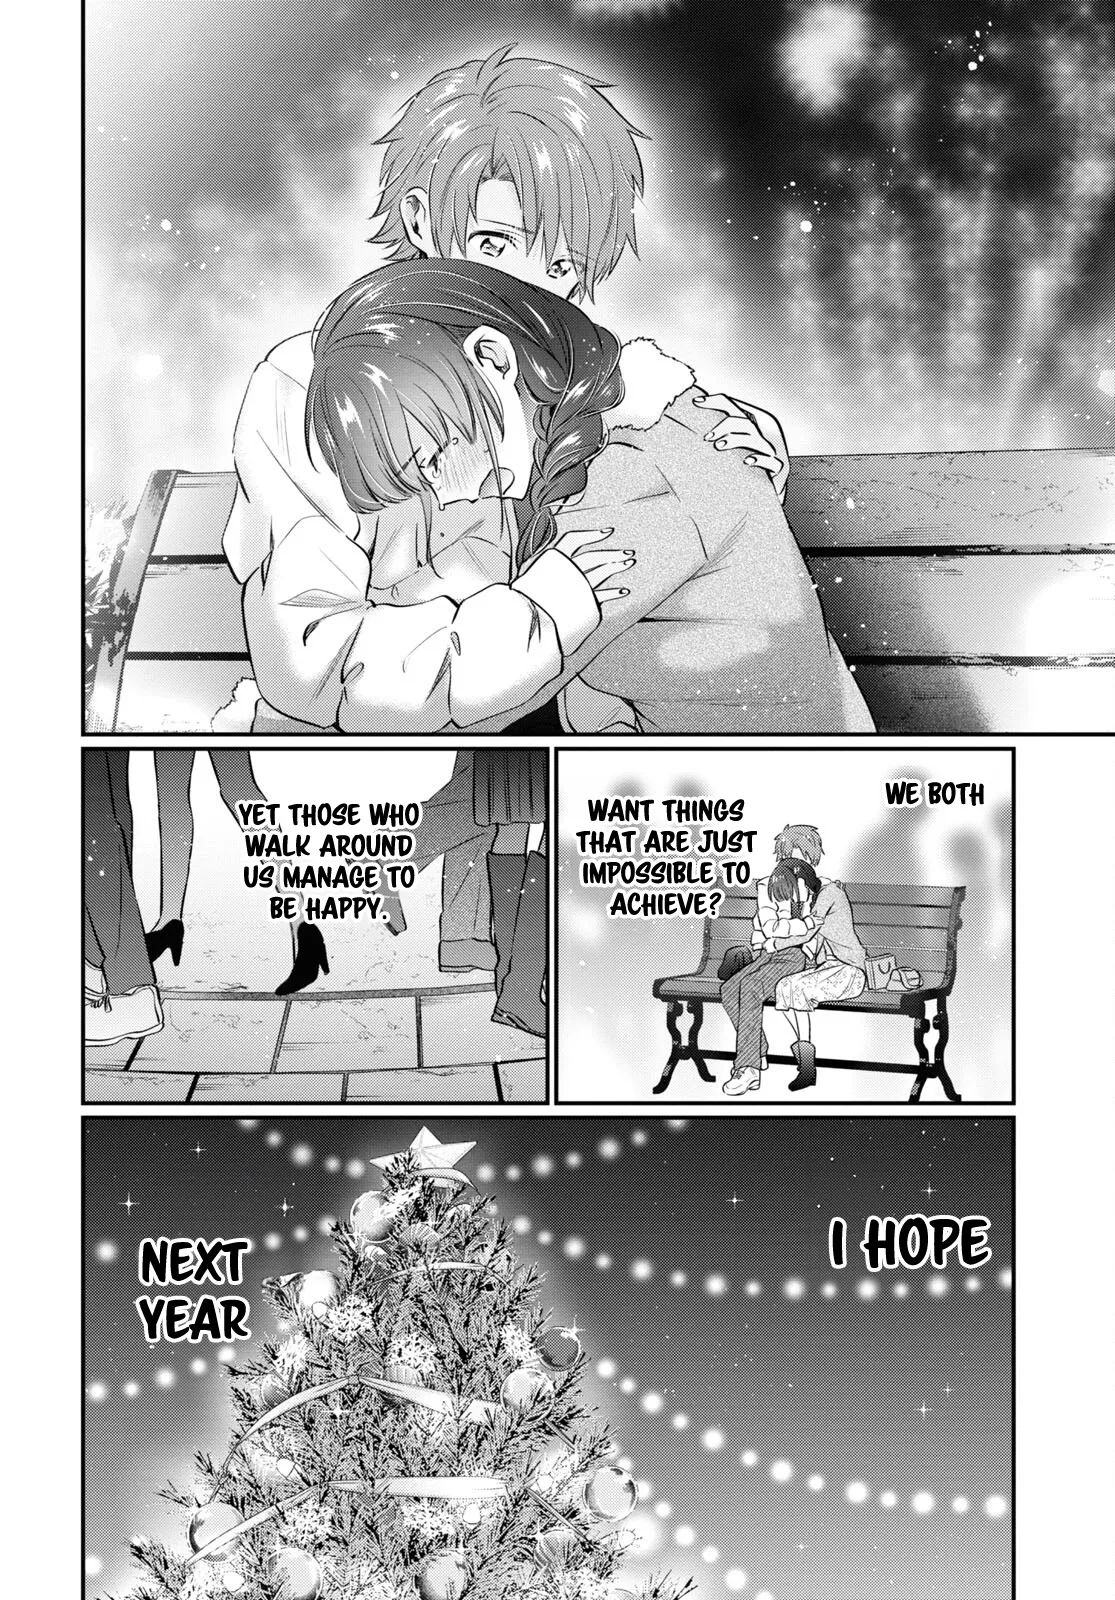 WE BOTH
WANT THINGS
THAT ARE JUST
IMPOSSIBLE TO
ACHIEVE?
YET THOSE WHO
WALK AROUND
US MANAGE TO
BE HAPPY.
I HOPE
NEXT
YEAR